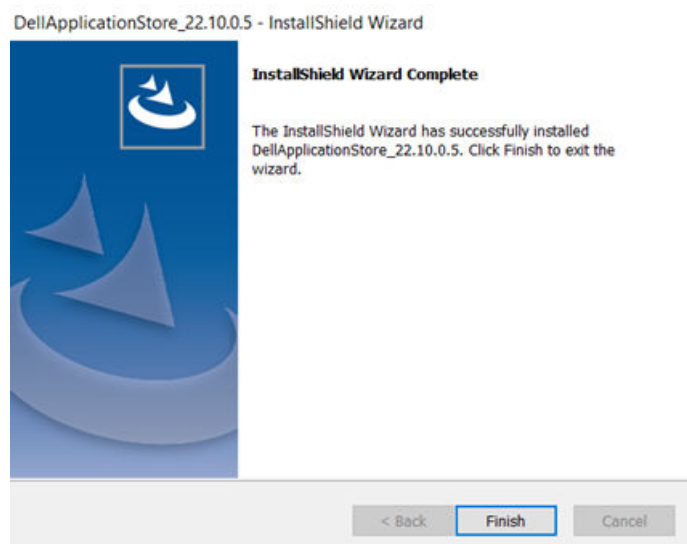 DellApplicationStore_22.10.0.5 - InstallShield Wizard
InstallShield Wizard Complete
The InstallShield Wizard has successfully installed
DellApplicationStore_22.10.0.5. Click Finish to exit the
wizard.
< Back Finish Cancel